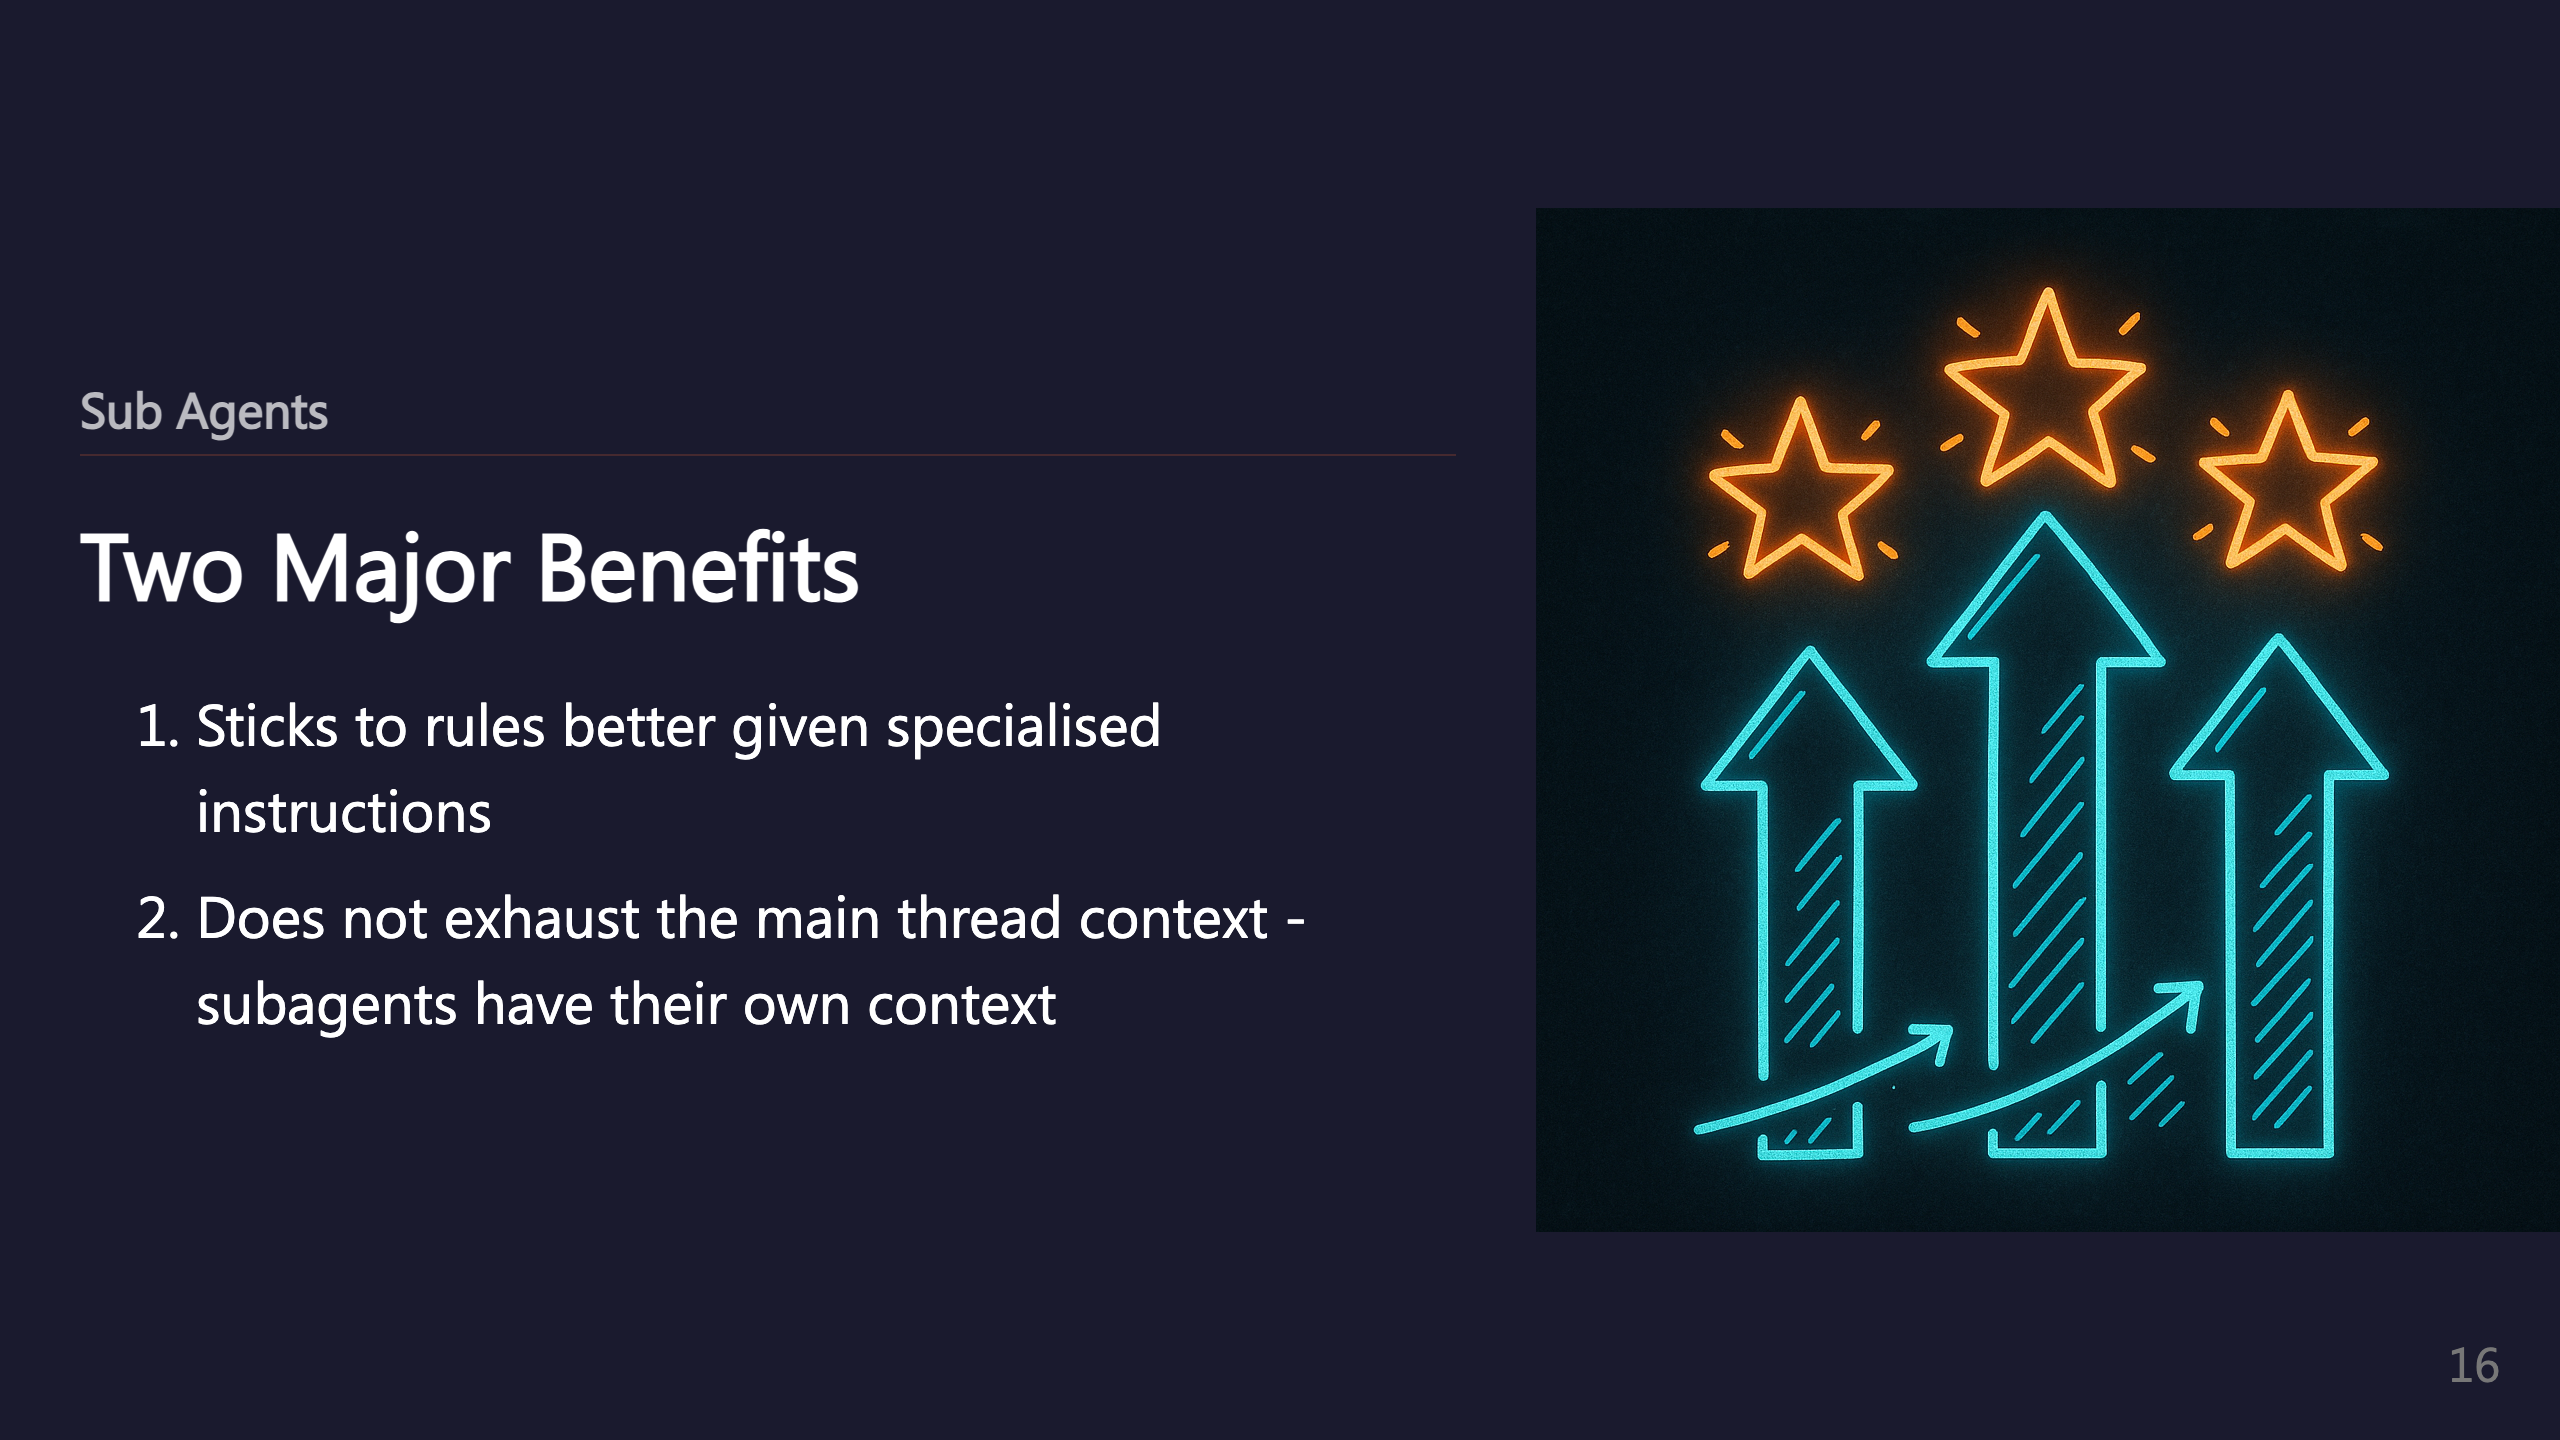 Sub Agents
Two Major Benefits
1. Sticks to rules better given specialised
instructions
2. Does not exhaust the main thread context -
subagents have their own context
16